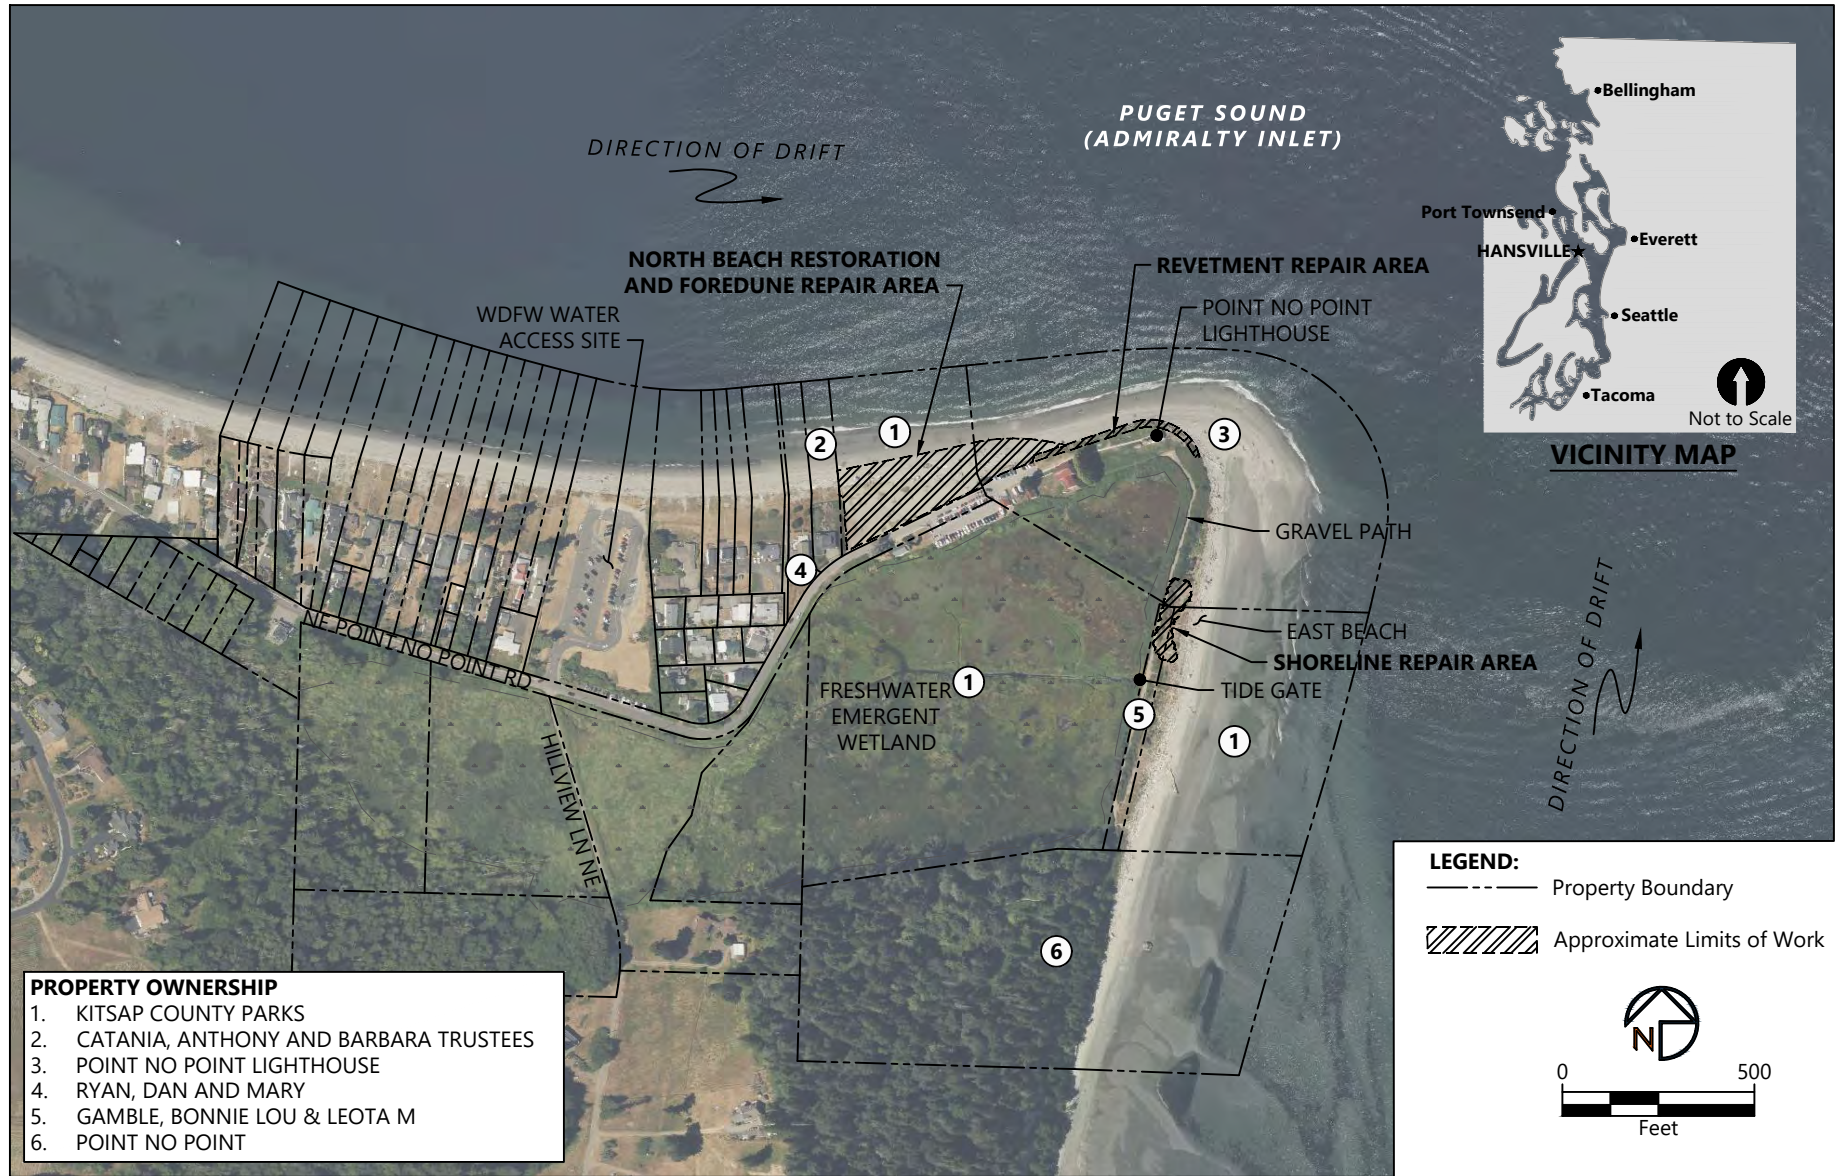 PUGET SOUND
(ADMIRALTY INLET)
DIRECTION OF DRIFT
NORTH BEACH RESTORATION
AND FOREDUNE REPAIR AREA
REVETMENT REPAIR AREA
POINT NO POINT
LIGHTHOUSE
WDFW WATER
ACCESS SITE
1
2
3
4
GRAVEL PATH
EAST BEACH
SHORELINE REPAIR AREA
TIDE GATE
DIRECTION OF DRIFT
NE POINT NO POINT RD
HILLVIEW LN NE
FRESHWATER
EMERGENT
WETLAND
1
5
1
6
Bellingham
Port Townsend
HANSVILLE
Everett
Seattle
Tacoma
Not to Scale
VICINITY MAP
PROPERTY OWNERSHIP
1. KITSAP COUNTY PARKS
2. CATANIA, ANTHONY AND BARBARA TRUSTEES
3. POINT NO POINT LIGHTHOUSE
4. RYAN, DAN AND MARY
5. GAMBLE, BONNIE LOU & LEOTA M
6. POINT NO POINT
LEGEND:
Property Boundary
Approximate Limits of Work
N
0 500
Feet